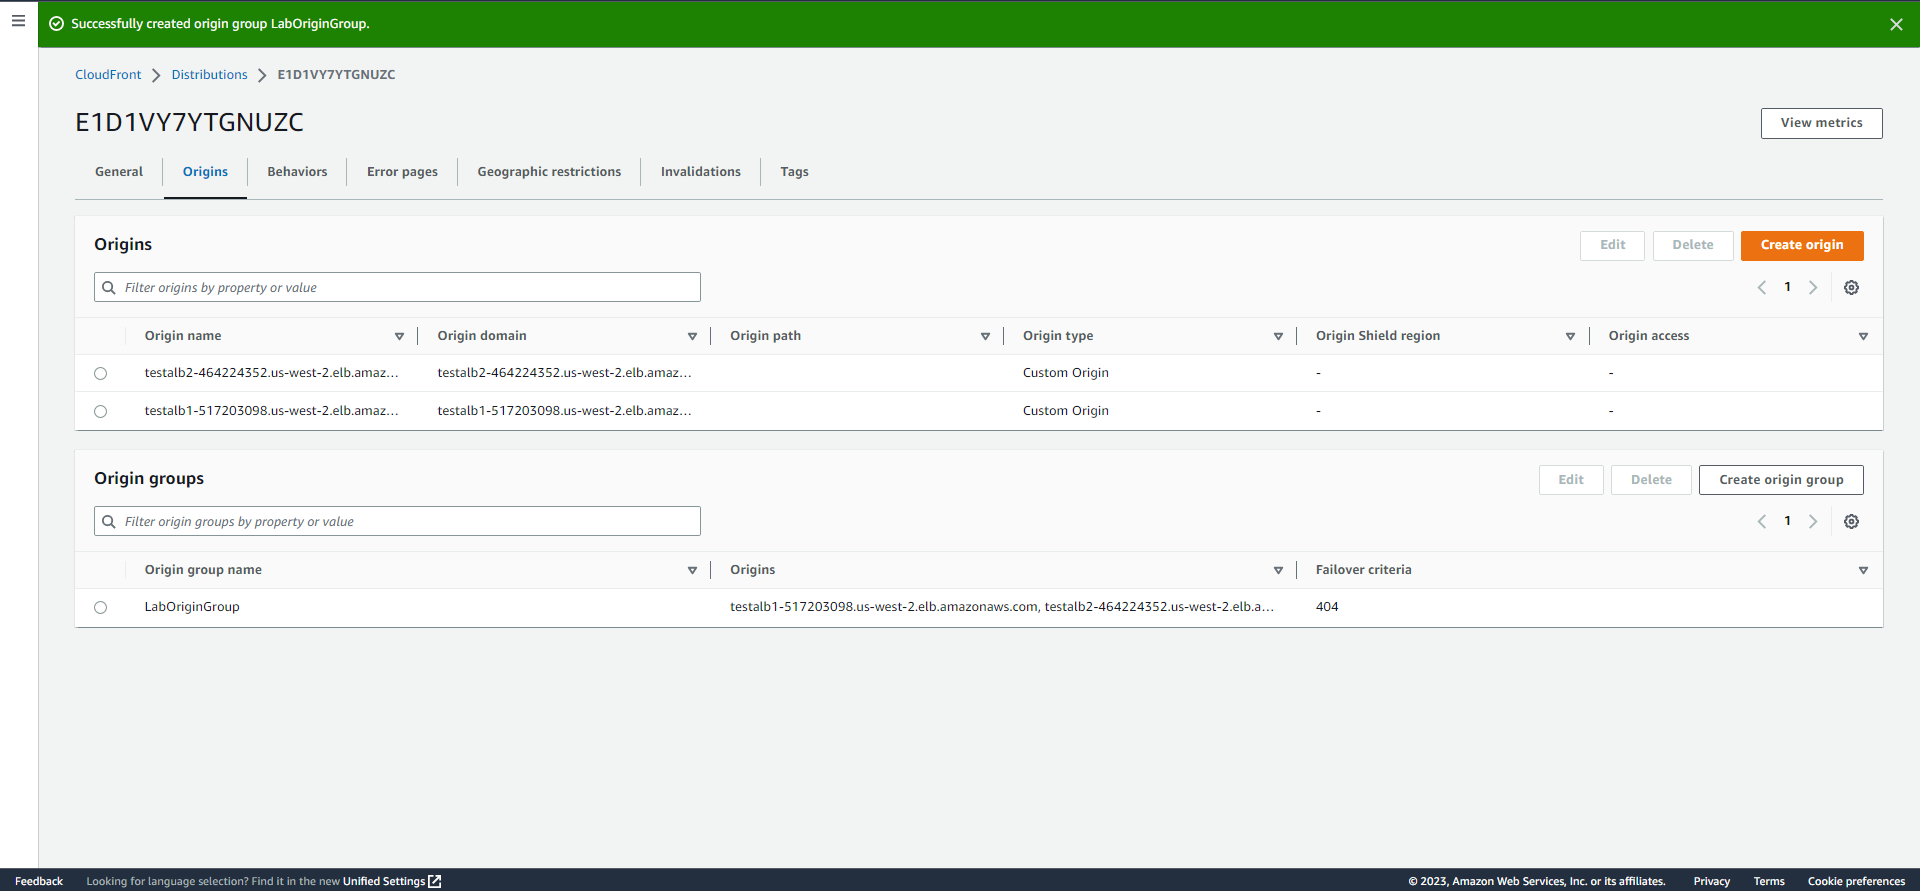 Successfully created origin group LabOriginGroup.
CloudFront Distributions E1D1VY7YTGNUZC
E1D1VY7YTGNUZC
View metrics
General Origins Behaviors Error pages Geographic restrictions Invalidations Tags
Origins
Edit Delete Create origin
Filter origins by property or value
1
Origin name Origin domain Origin path Origin type Origin Shield region Origin access
testalb2-464224352.us-west-2.elb.amaz... testalb2-464224352.us-west-2.elb.amaz... Custom Origin - -
testalb1-517203098.us-west-2.elb.amaz... testalb1-517203098.us-west-2.elb.amaz... Custom Origin - -
Origin groups
Edit Delete Create origin group
Filter origin groups by property or value
1
Origin group name Origins Failover criteria
LabOriginGroup testalb1-517203098.us-west-2.elb.amazonaws.com, testalb2-464224352.us-west-2.elb.a... 404
Feedback Looking for language selection? Find it in the new Unified Settings © 2023, Amazon Web Services, Inc. or its affiliates. Privacy Terms Cookie preferences